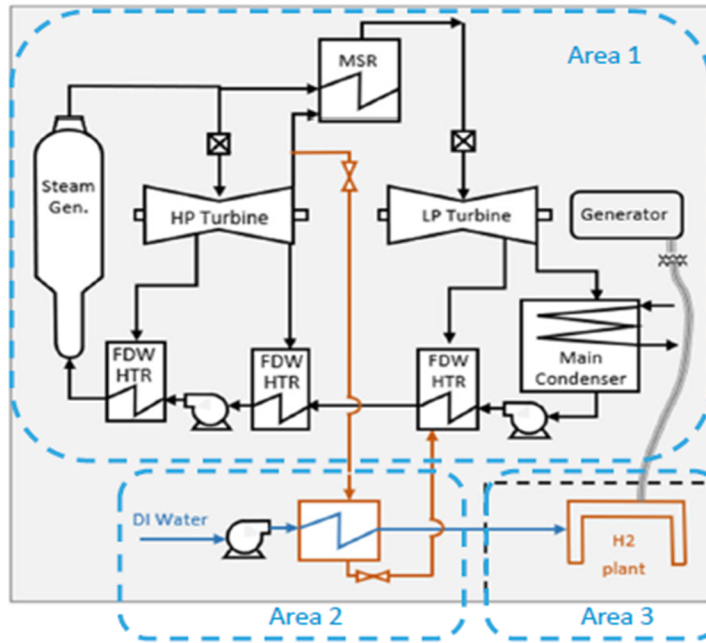 Area 1
MSR
Steam
Gen.
HP Turbine
LP Turbine
Generator
FDW
HTR
FDW
HTR
FDW
HTR
Main
Condenser
DI Water
H2
plant
Area 2
Area 3